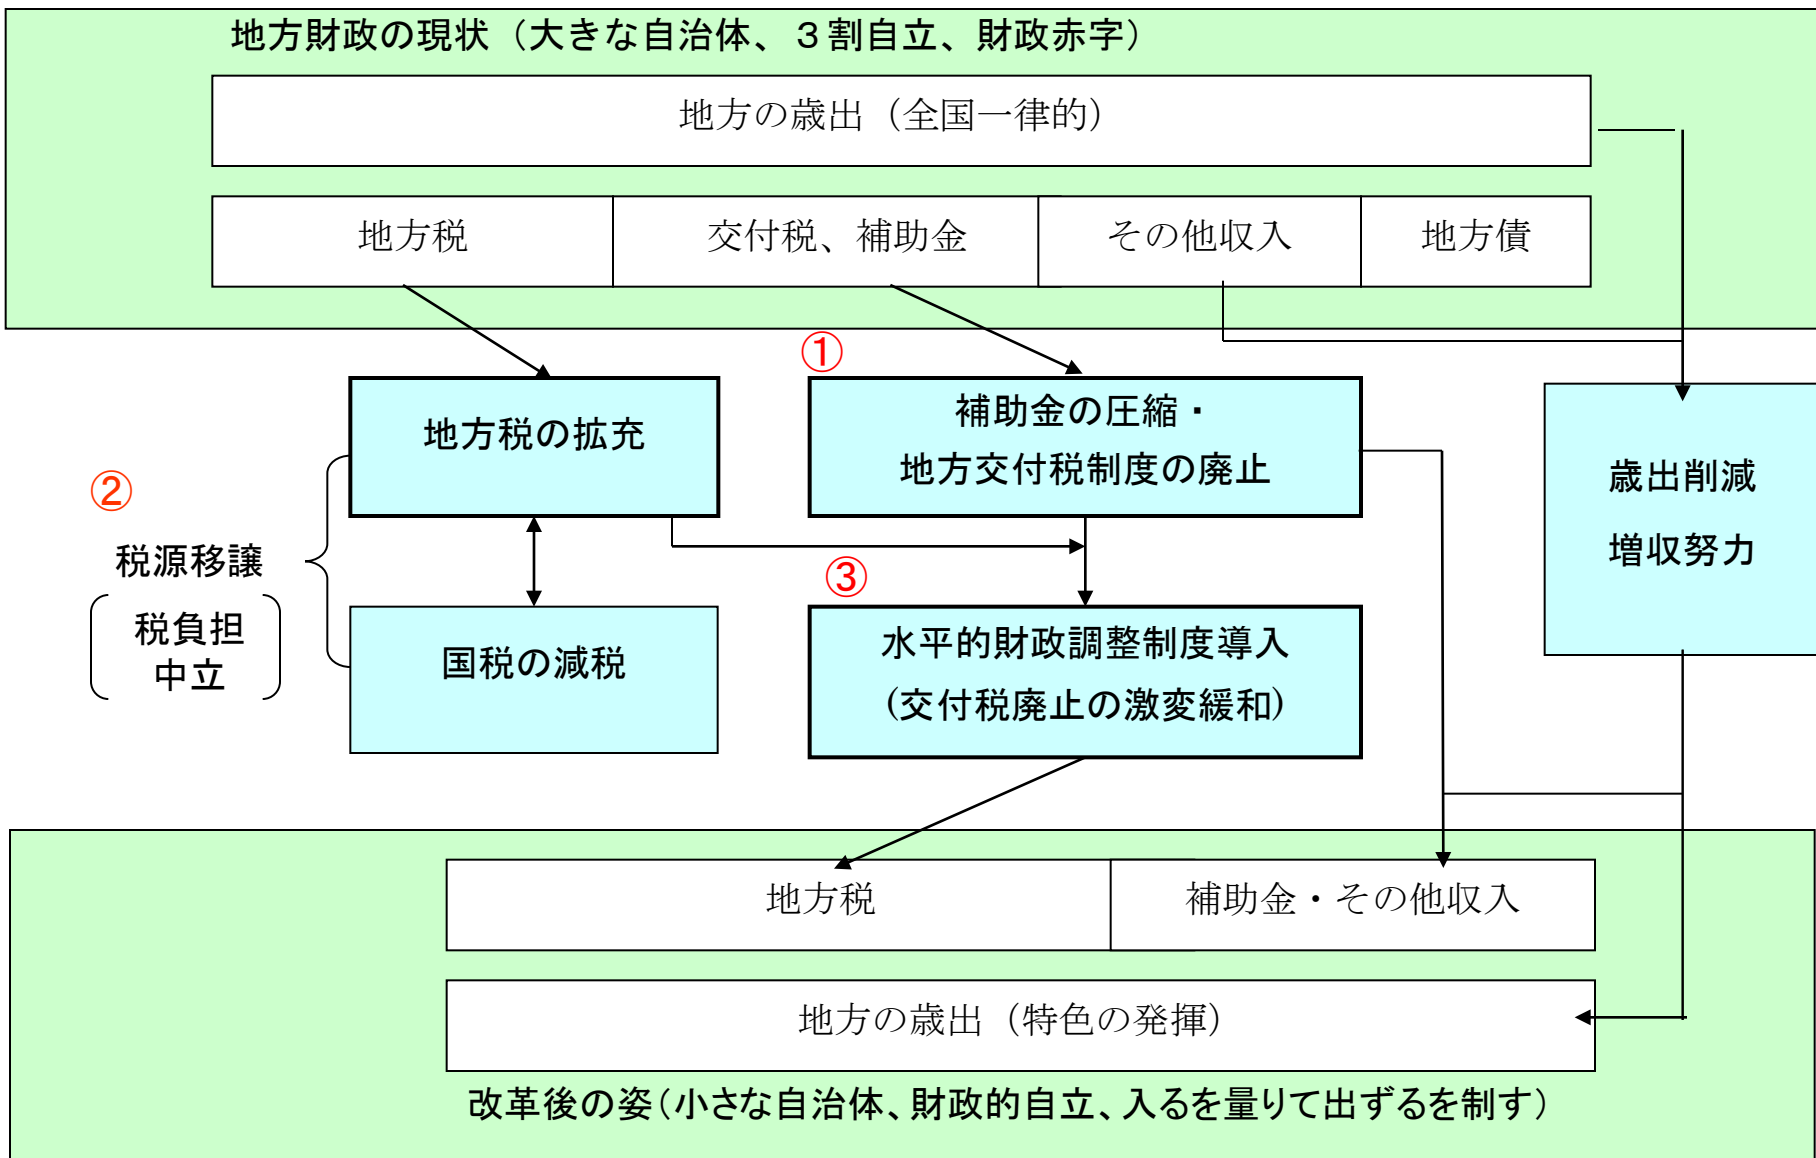 地方財政の現状（大きな自治体、３割自立、財政赤字）
地方の歳出（全国一律的）
地方税
交付税、補助金
その他収入
地方債
①
地方税の拡充
補助金の圧縮・
地方交付税制度の廃止
歳出削減
増収努力
②
税源移譲
税負担
中立
国税の減税
③
水平的財政調整制度導入
(交付税廃止の激変緩和)
地方税
補助金・その他収入
地方の歳出（特色の発揮）
改革後の姿（小さな自治体、財政的自立、入るを量りて出ずるを制す）